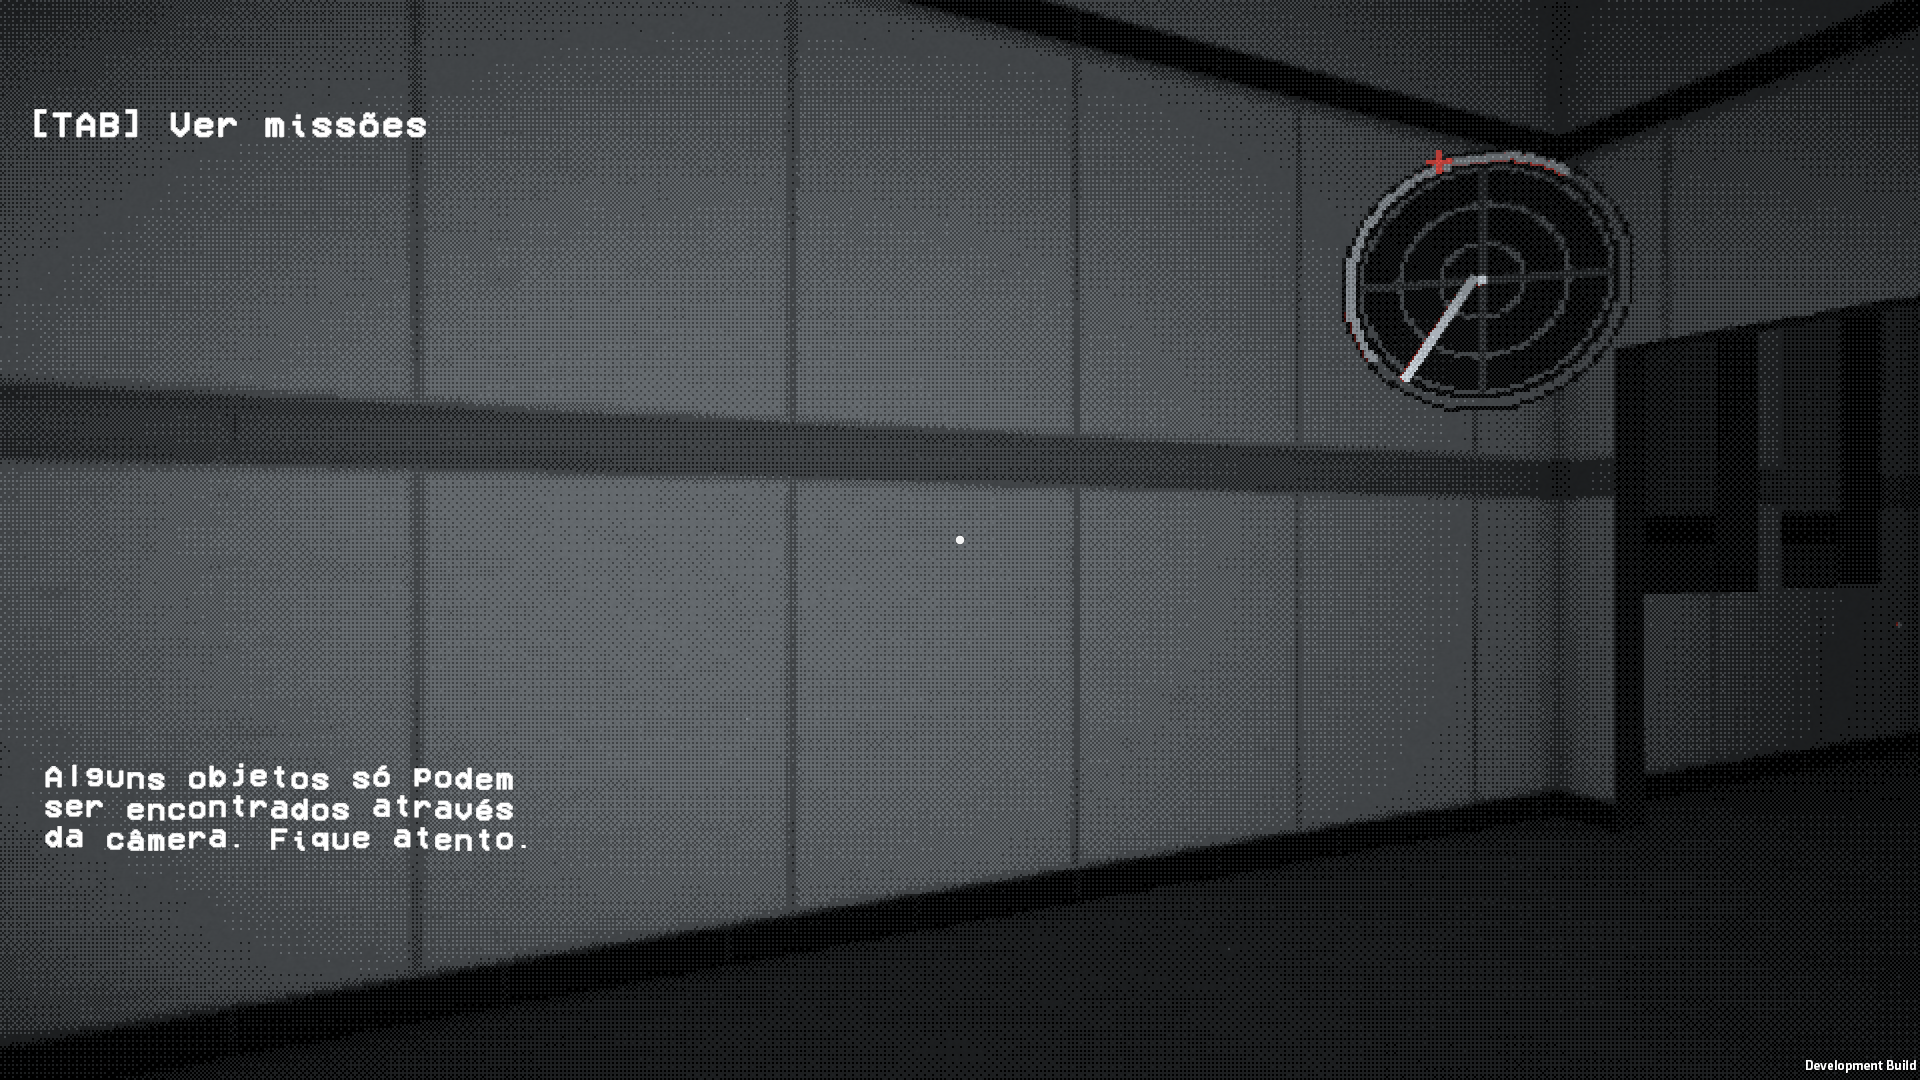 [TAB] Ver missões
Alguns objetos só podem
ser encontrados através
da câmera. Fique atento.
Development Build